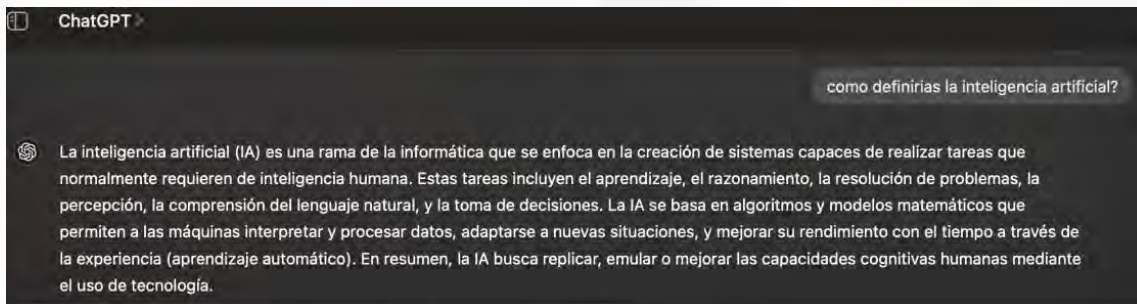 ChatGPT >
como definirias la inteligencia artificial?
La inteligencia artificial (IA) es una rama de la informática que se enfoca en la creación de sistemas capaces de realizar tareas que
normalmente requieren de inteligencia humana. Estas tareas incluyen el aprendizaje, el razonamiento, la resolución de problemas, la
percepción, la comprensión del lenguaje natural, y la toma de decisiones. La IA se basa en algoritmos y modelos matemáticos que
permiten a las máquinas interpretar y procesar datos, adaptarse a nuevas situaciones, y mejorar su rendimiento con el tiempo a través de
la experiencia (aprendizaje automático). En resumen, la IA busca replicar, emular o mejorar las capacidades cognitivas humanas mediante
el uso de tecnología.